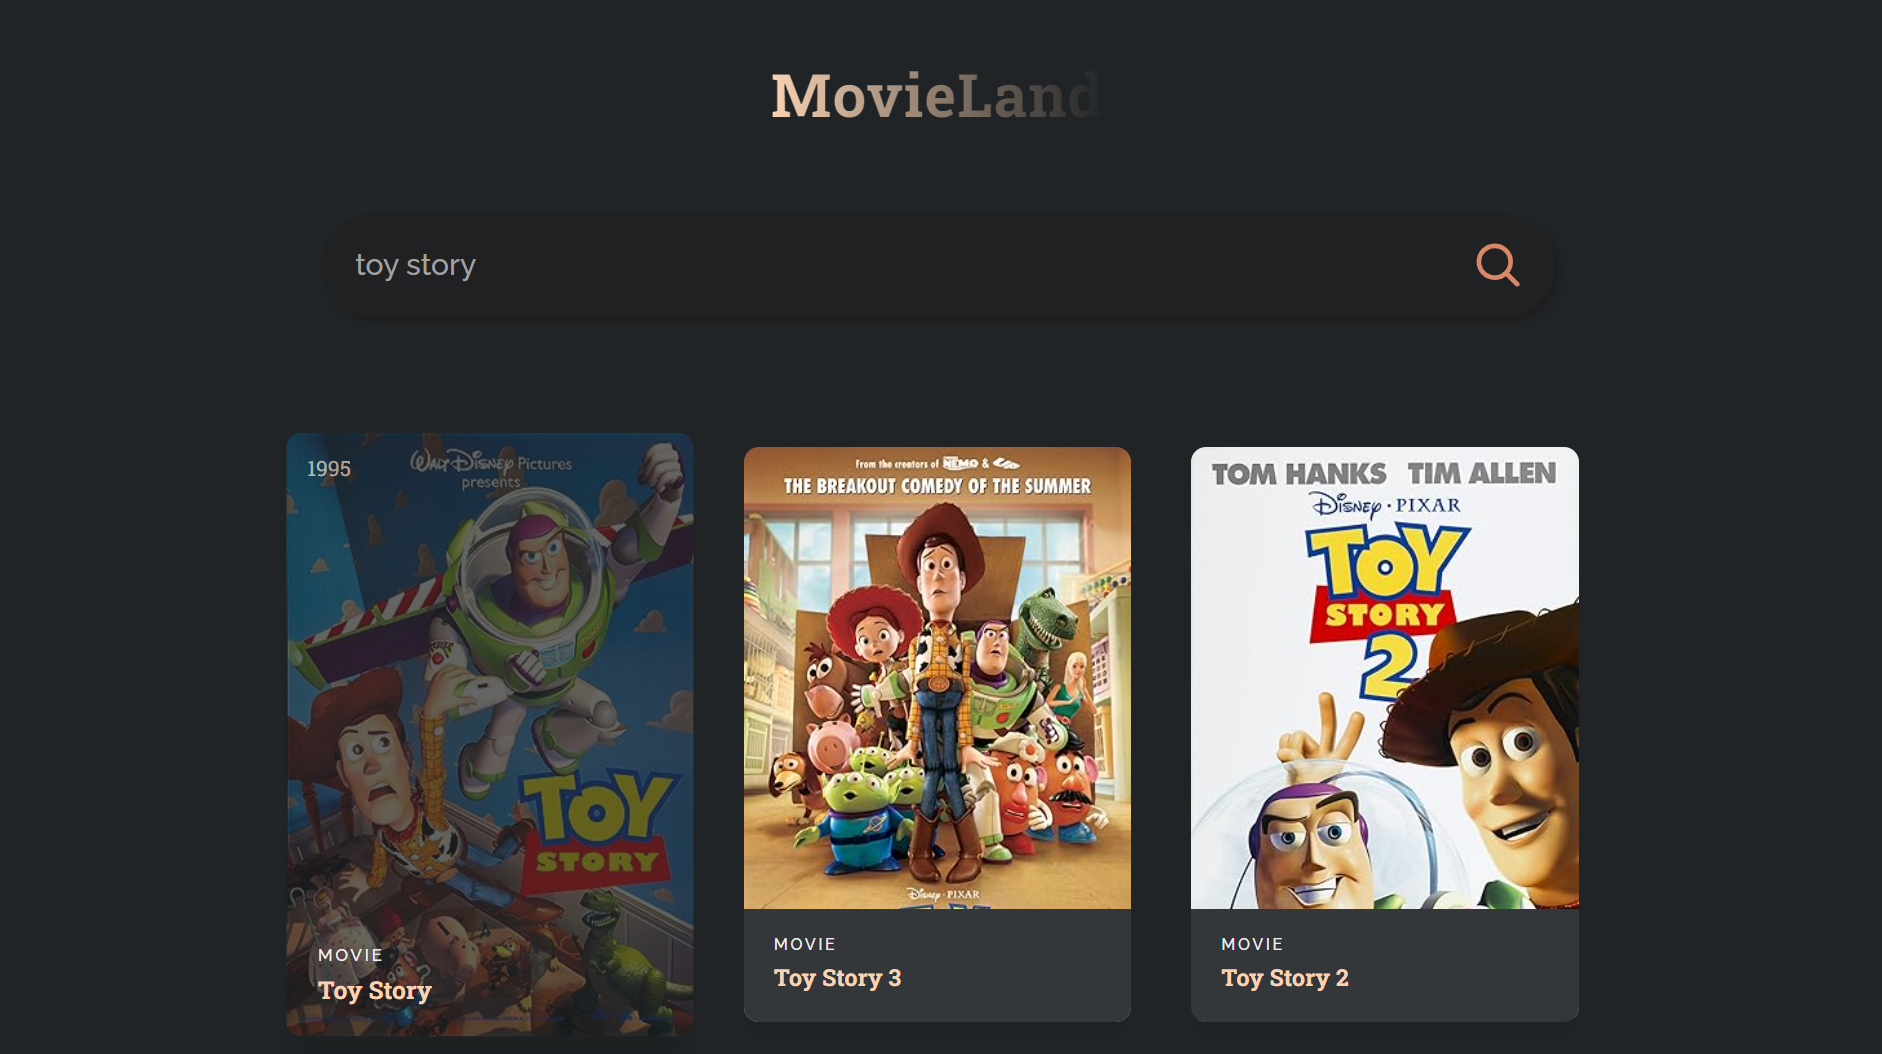 MovieLand
toy story
1995
Walt Disney Pictures
presents
TOY
STORY
MOVIE
Toy Story
From the creators of NEMO & UP
THE BREAKOUT COMEDY OF THE SUMMER
Disney · PIXAR
MOVIE
Toy Story 3
TOM HANKS TIM ALLEN
Disney · PIXAR
TOY
STORY
2
MOVIE
Toy Story 2